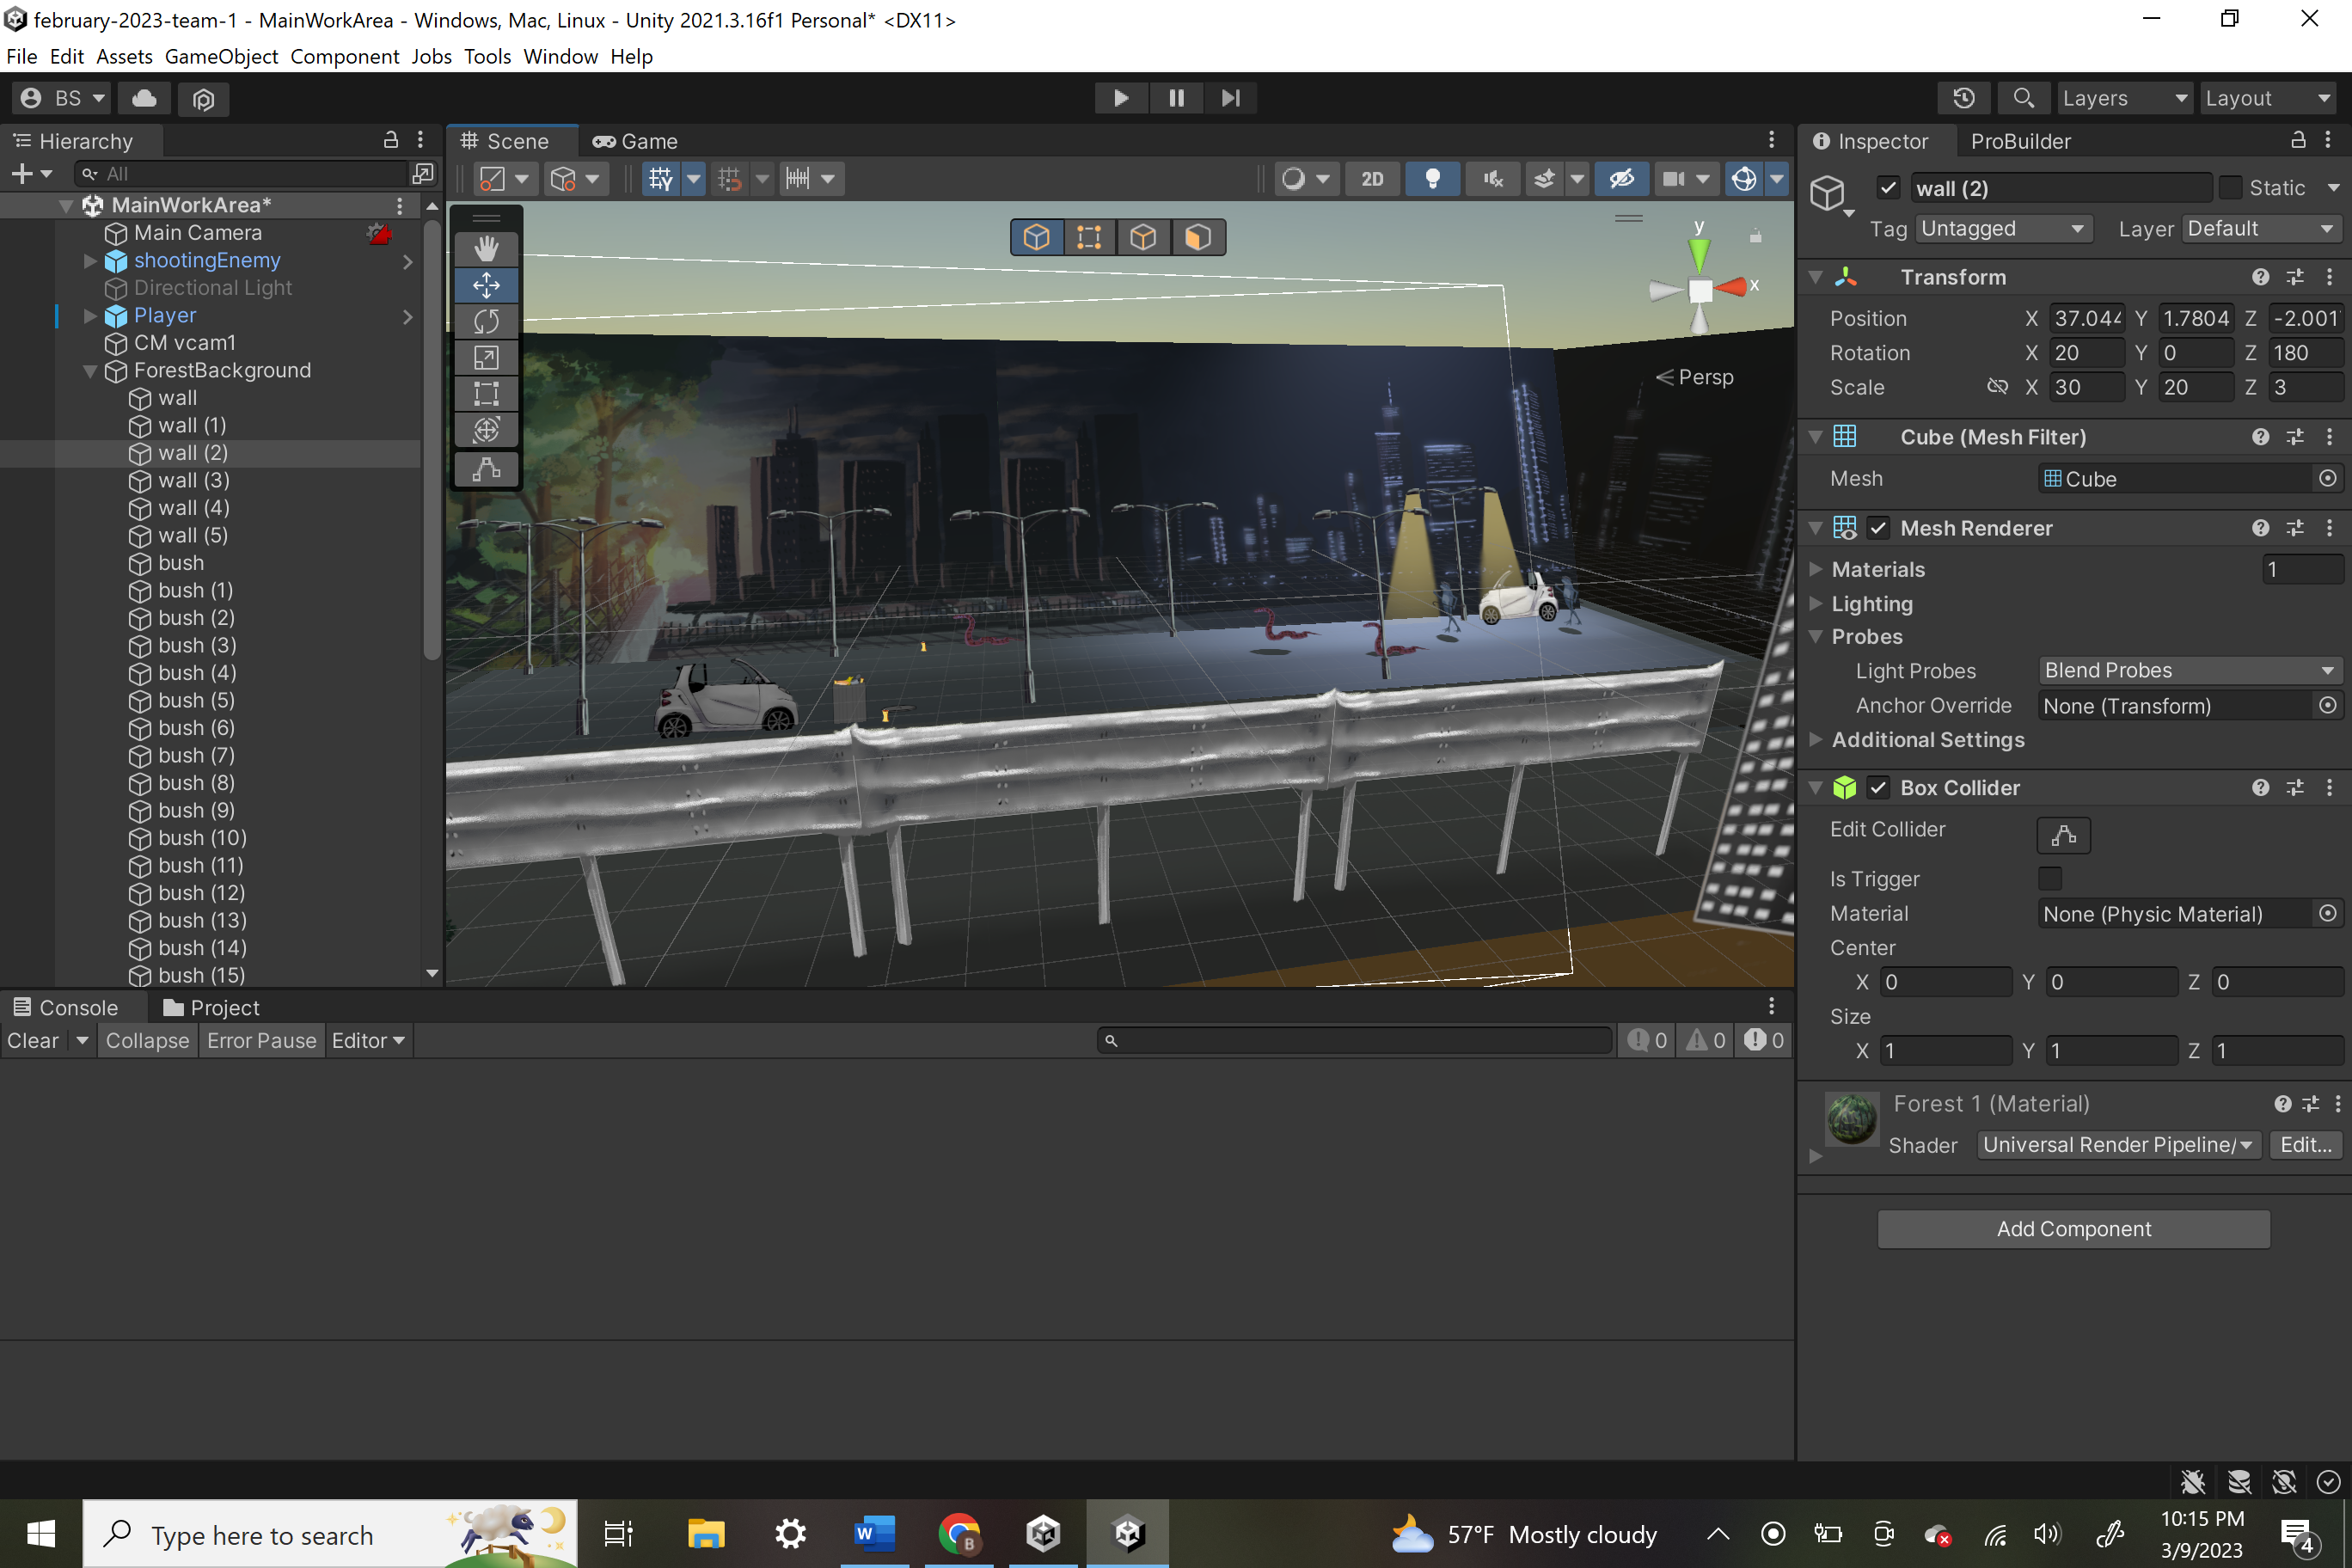 february-2023-team-1 - MainWorkArea - Windows, Mac, Linux - Unity 2021.3.16f1 Personal* <DX11>
File Edit Assets GameObject Component Jobs Tools Window Help
BS
Layers
Layout
Hierarchy
Scene
Game
Inspector
ProBuilder
All
2D
wall (2)
Static
Tag Untagged Layer Default
MainWorkArea*
Main Camera
shootingEnemy
Directional Light
Player
CM vcam1
ForestBackground
wall
wall (1)
wall (2)
wall (3)
wall (4)
wall (5)
bush
bush (1)
bush (2)
bush (3)
bush (4)
bush (5)
bush (6)
bush (7)
bush (8)
bush (9)
bush (10)
bush (11)
bush (12)
bush (13)
bush (14)
bush (15)
y
x
Persp
Transform
Position X 37.044 Y 1.7804 Z -2.001
Rotation X 20 Y 0 Z 180
Scale X 30 Y 20 Z 3
Cube (Mesh Filter)
Mesh Cube
Mesh Renderer
Materials 1
Lighting
Probes
Light Probes Blend Probes
Anchor Override None (Transform)
Additional Settings
Box Collider
Edit Collider
Is Trigger
Material None (Physic Material)
Center
X 0 Y 0 Z 0
Size
X 1 Y 1 Z 1
Forest 1 (Material)
Shader Universal Render Pipeline/ Edit...
Add Component
Console
Project
Clear Collapse Error Pause Editor
0 0 0
Type here to search
W
B
57°F Mostly cloudy
10:15 PM
3/9/2023
4